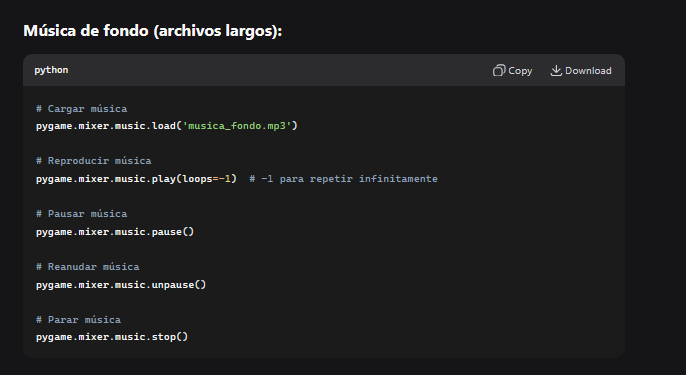 Música de fondo (archivos largos):
python
Copy
Download
# Cargar música
pygame.mixer.music.load('musica_fondo.mp3')
# Reproducir música
pygame.mixer.music.play(loops=-1)  # -1 para repetir infinitamente
# Pausar música
pygame.mixer.music.pause()
# Reanudar música
pygame.mixer.music.unpause()
# Parar música
pygame.mixer.music.stop()